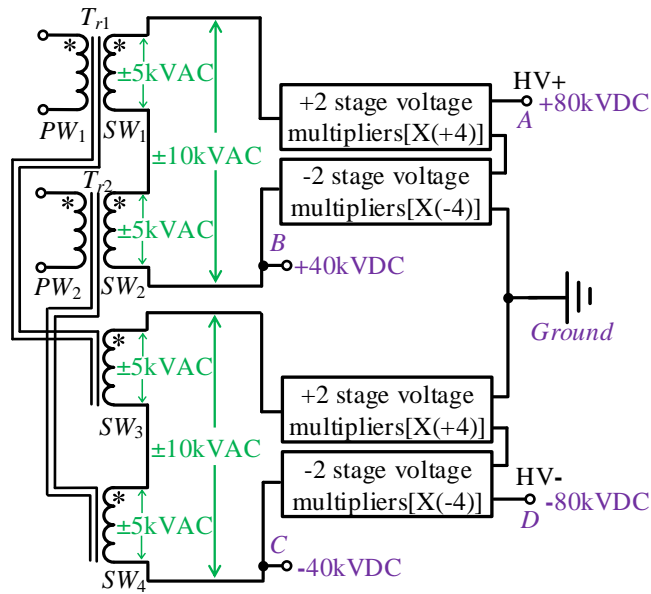 Tr1
* *
±5kVAC
PW1 SW1
HV+
A +80kVDC
+2 stage voltage
multipliers[X(+4)]
±10kVAC
-2 stage voltage
multipliers[X(-4)]
Tr2
* *
±5kVAC
PW2 SW2
B
+40kVDC
Ground
*
±5kVAC
SW3
+2 stage voltage
multipliers[X(+4)]
±10kVAC
-2 stage voltage
multipliers[X(-4)]
HV-
D -80kVDC
*
±5kVAC
SW4
C
-40kVDC